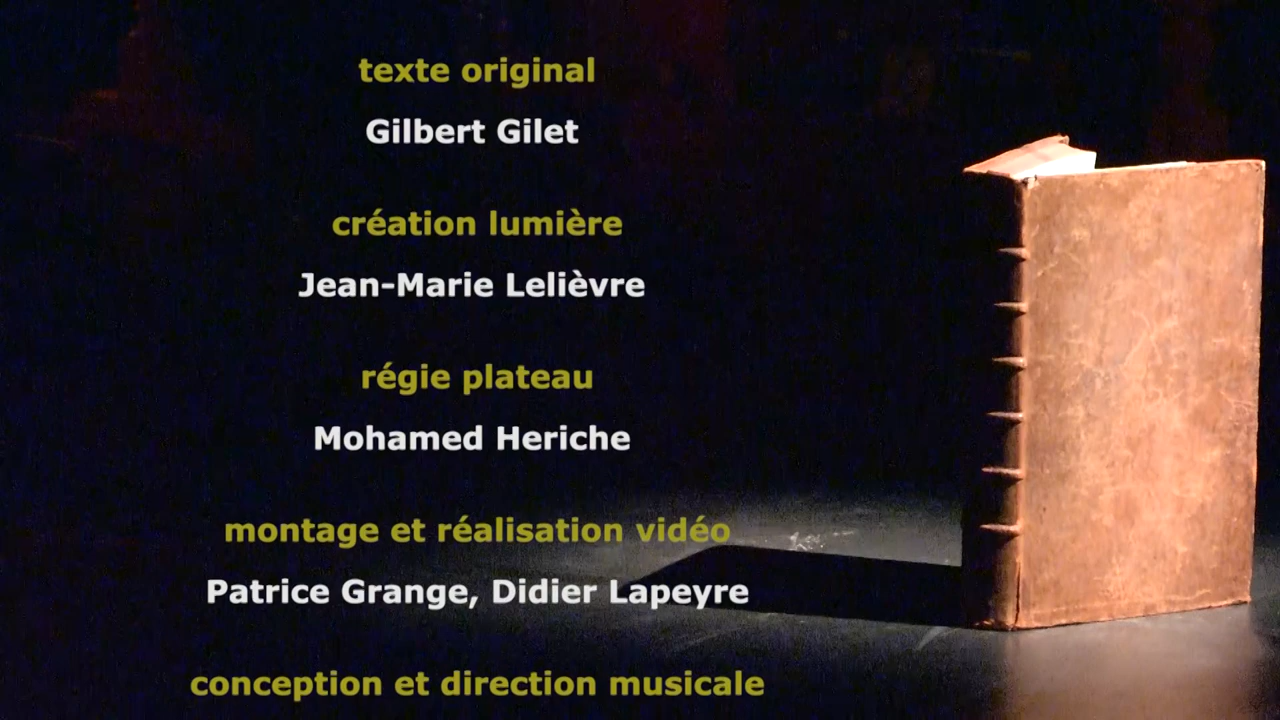 texte original
Gilbert Gilet
création lumière
Jean-Marie Lelièvre
régie plateau
Mohamed Heriche
montage et réalisation vidéo
Patrice Grange, Didier Lapeyre
conception et direction musicale